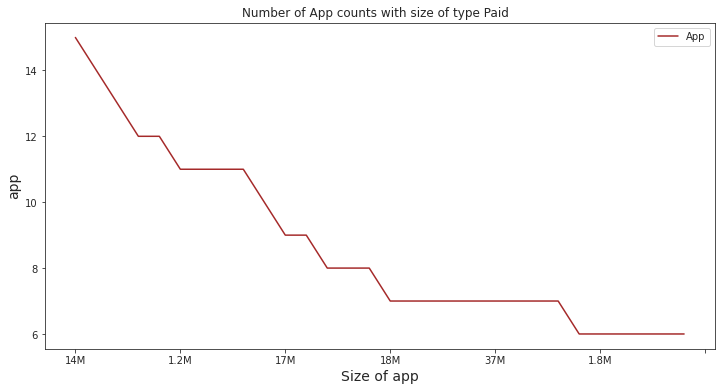 Number of App counts with size of type Paid
App
app
14
12
10
8
6
14M 1.2M 17M 18M 37M 1.8M
Size of app